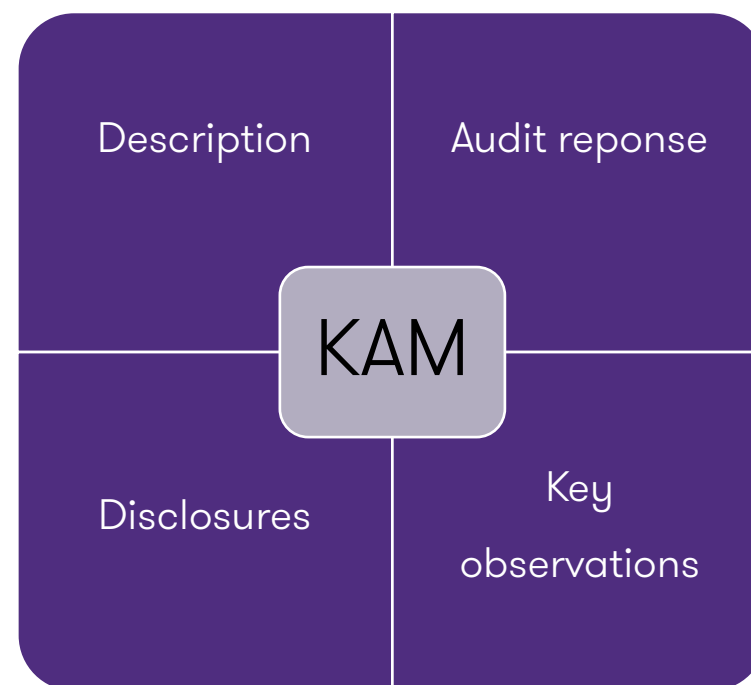 Description
Audit reponse
KAM
Disclosures
Key
observations